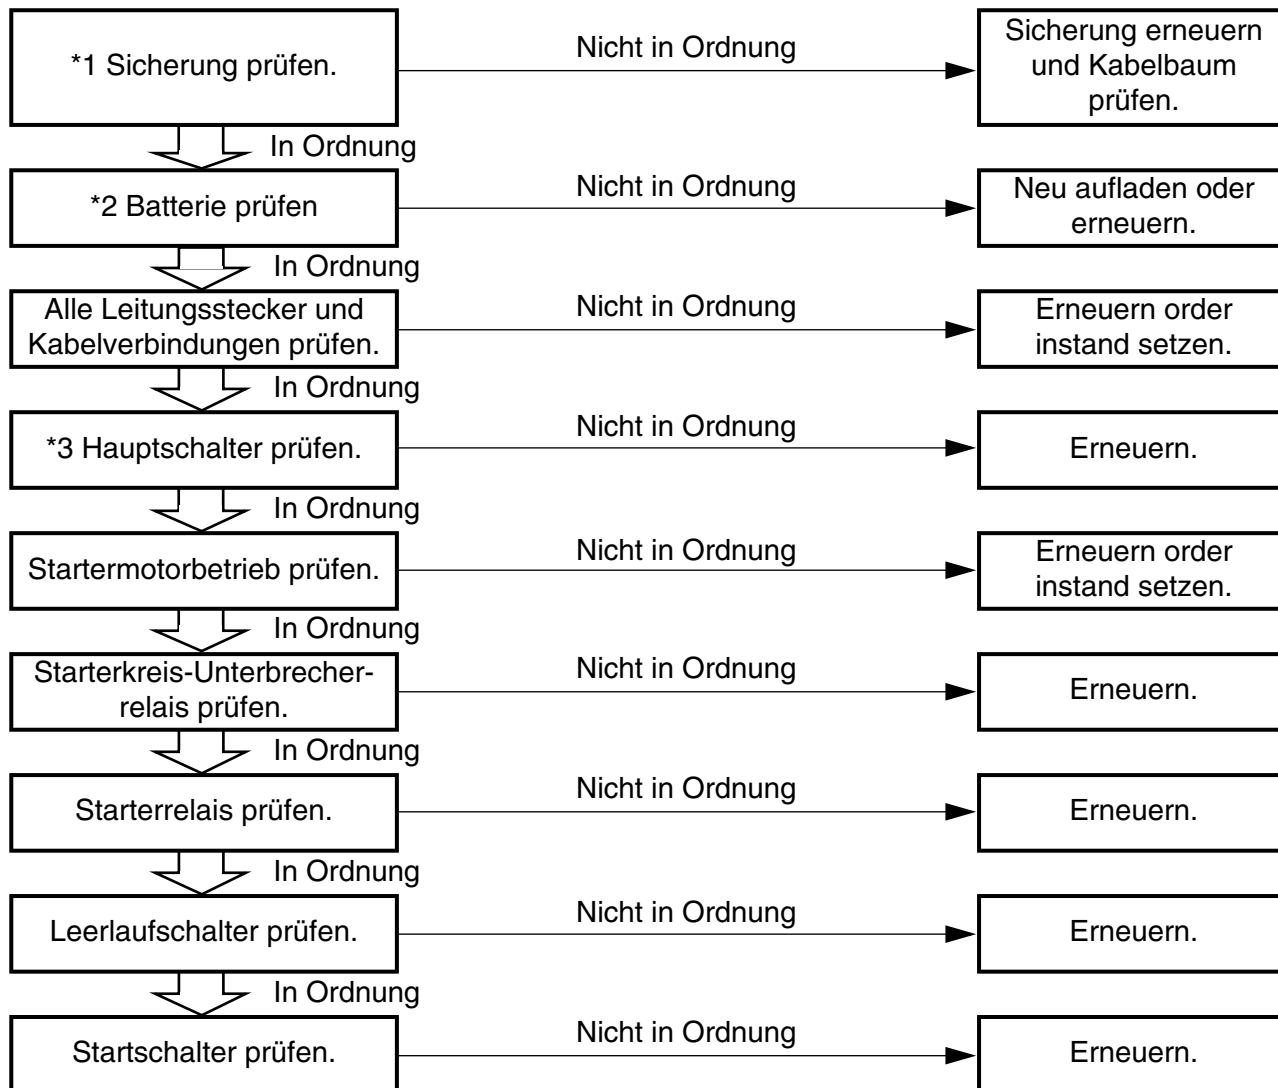 *1 Sicherung prüfen.
Nicht in Ordnung
Sicherung erneuern
und Kabelbaum
prüfen.
In Ordnung
*2 Batterie prüfen
Nicht in Ordnung
Neu aufladen oder
erneuern.
In Ordnung
Alle Leitungsstecker und
Kabelverbindungen prüfen.
Nicht in Ordnung
Erneuern order
instand setzen.
In Ordnung
*3 Hauptschalter prüfen.
Nicht in Ordnung
Erneuern.
In Ordnung
Startermotorbetrieb prüfen.
Nicht in Ordnung
Erneuern order
instand setzen.
In Ordnung
Starterkreis-Unterbrecher-
relais prüfen.
Nicht in Ordnung
Erneuern.
In Ordnung
Starterrelais prüfen.
Nicht in Ordnung
Erneuern.
In Ordnung
Leerlaufschalter prüfen.
Nicht in Ordnung
Erneuern.
In Ordnung
Startschalter prüfen.
Nicht in Ordnung
Erneuern.